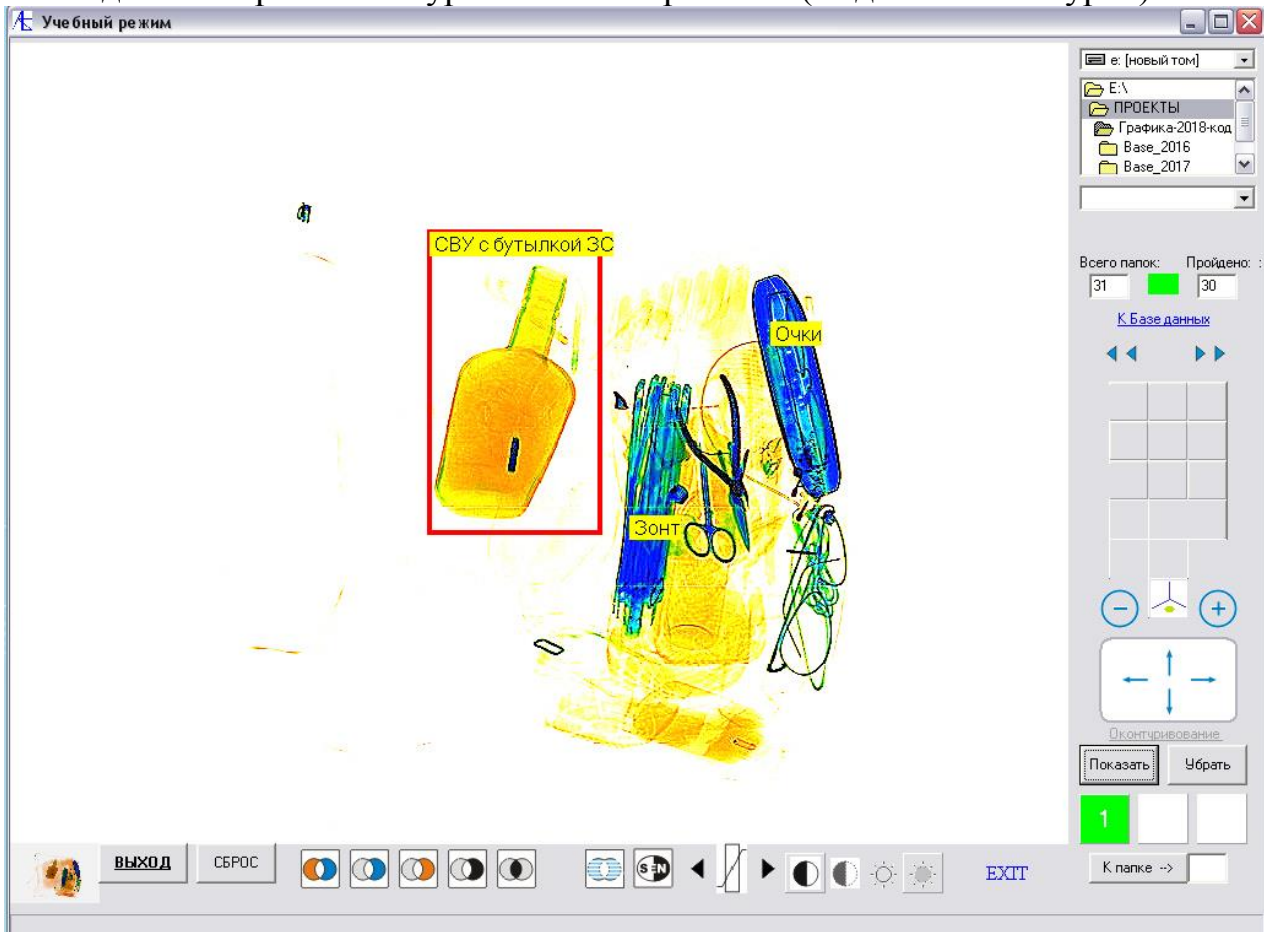 Учебный режим
е: [новый том]
E:\
ПРОЕКТЫ
Графика-2018-код
Base_2016
Base_2017
СВУ с бутылкой ЗС
Очки
Зонт
Всего папок: Пройдено: :
31 30
К Базе данных
Оконтуривание
Показать Убрать
1
ВЫХОД СБРОС SEN EXIT К папке -->